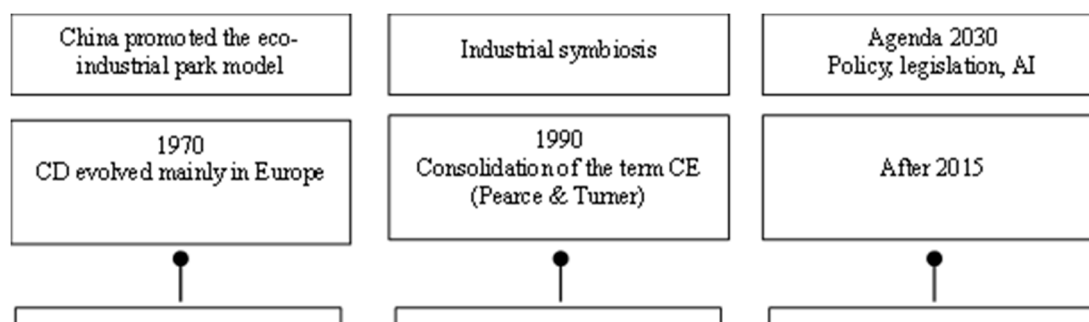 China promoted the eco-
industrial park model
Industrial symbiosis
Agenda 2030
Policy, legislation, AI
1970
CD evolved mainly in Europe
1990
Consolidation of the term CE
(Pearce & Turner)
After 2015